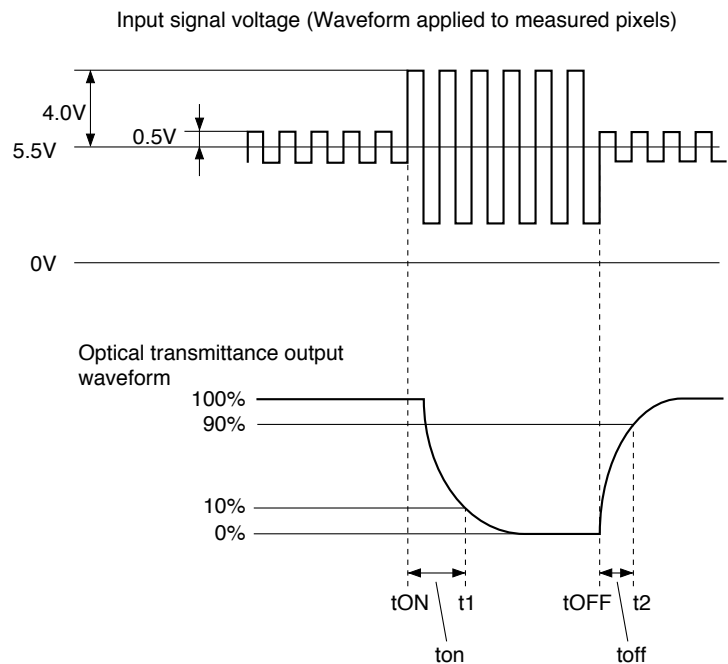 Input signal voltage (Waveform applied to measured pixels)
4.0V
0.5V
5.5V
0V
Optical transmittance output
waveform
100%
90%
10%
0%
tON
t1
tOFF
t2
ton
toff